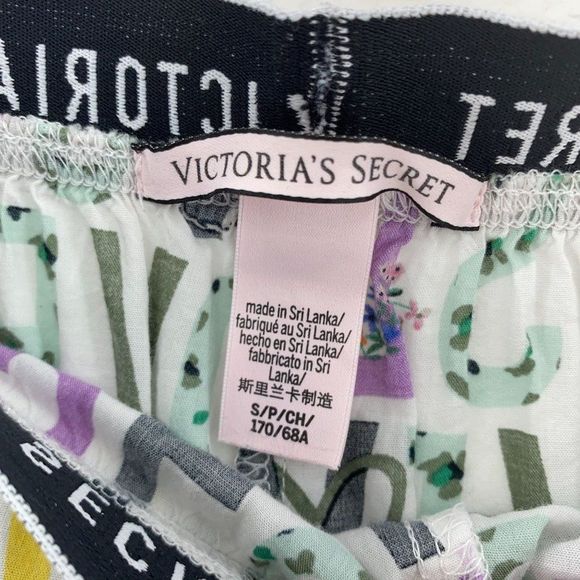 VICTORIA
VICTORIA'S SECRET
made in Sri Lanka/
fabriqué au Sri Lanka/
hecho en Sri Lanka/
fabbricato in Sri
Lanka/
斯里兰卡制造
S/P/CH/
170/68A